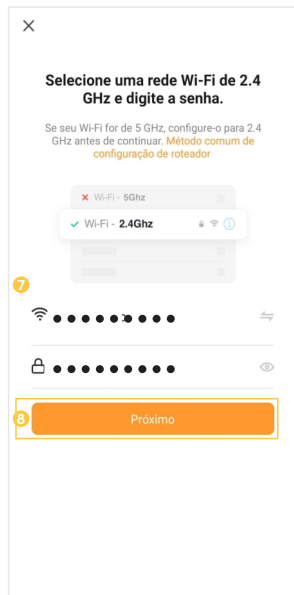 Selecione uma rede Wi-Fi de 2.4
GHz e digite a senha.
Se seu Wi-Fi for de 5 GHz, configure-o para 2.4
GHz antes de continuar. Método comum de
configuração de roteador
Wi-Fi - 5Ghz
Wi-Fi - 2.4Ghz
7
8
Próximo